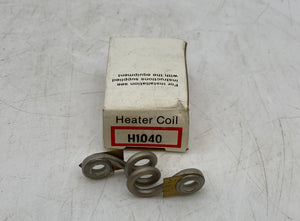 For installation see
instructions supplied
with the equipment
Heater Coil
H1040